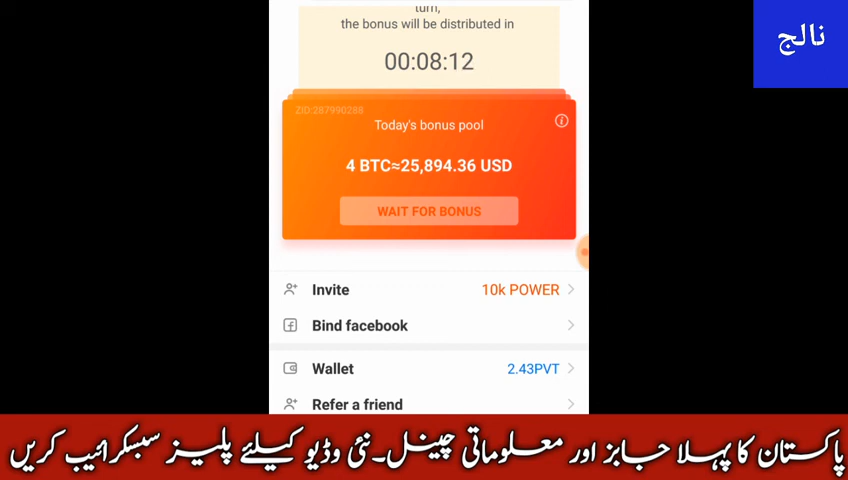 turn,
the bonus will be distributed in
00:08:12
نالج
ZID:287990288
Today's bonus pool
4 BTC≈25,894.36 USD
WAIT FOR BONUS
Invite 10k POWER
Bind facebook
Wallet 2.43PVT
Refer a friend
پاکستان کا پہلا جابز اور معلوماتی چینل۔نئی وڈیو کیلئے پلیز سبسکرائیب کریں